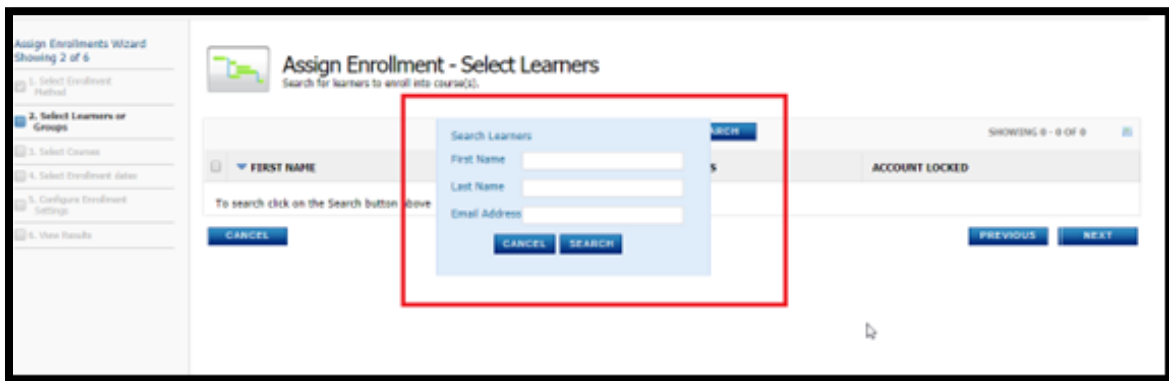 Assign Enrollments Wizard
Showing 2 of 6
1. Select Enrollment
Method
2. Select Learners or
Groups
3. Select Courses
4. Select Enrollment dates
5. Configure Enrollment
Settings
6. View Results
Assign Enrollment - Select Learners
Search for learners to enroll into course(s).
SHOWING 0 - 0 OF 0
FIRST NAME
ACCOUNT LOCKED
To search click on the Search button above
Search Learners
First Name
Last Name
Email Address
CANCEL
SEARCH
CANCEL
PREVIOUS
NEXT